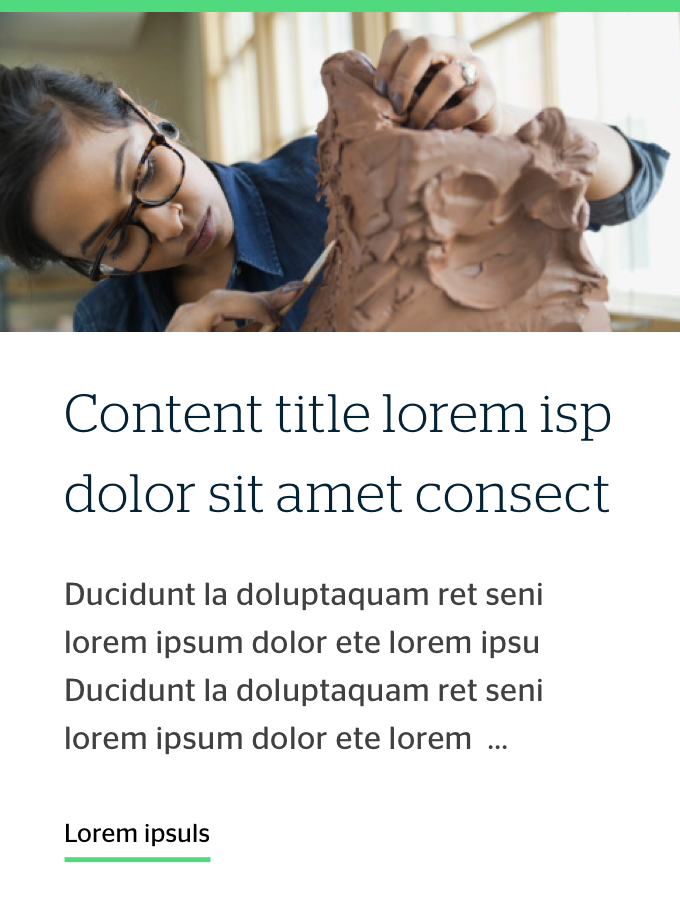 Content title lorem isp
dolor sit amet consect
Ducidunt la doluptaquam ret seni
lorem ipsum dolor ete lorem ipsu
Ducidunt la doluptaquam ret seni
lorem ipsum dolor ete lorem ...
Lorem ipsuls